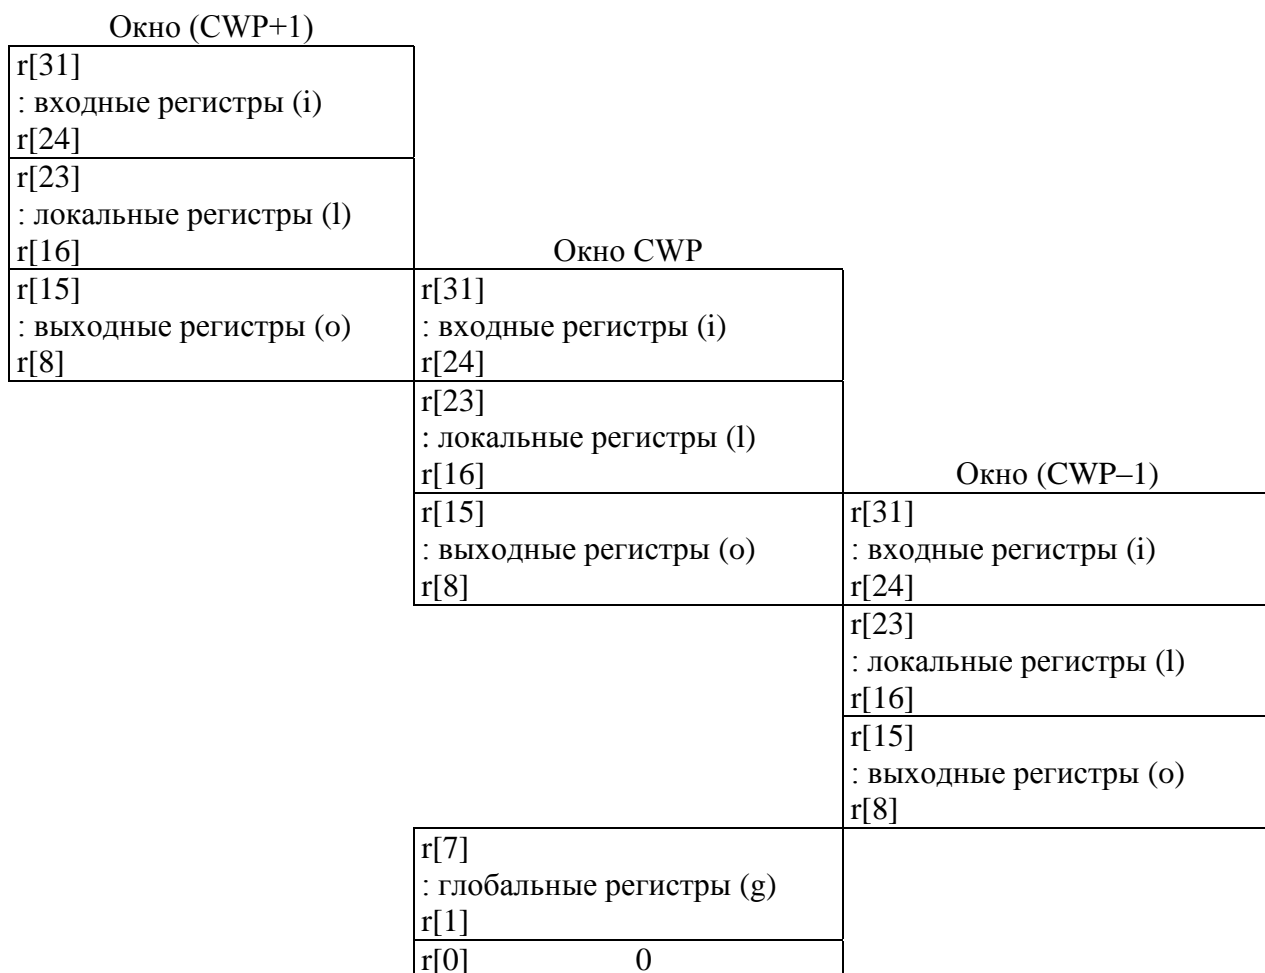 Окно (CWP+1)
r[31]
: входные регистры (i)
r[24]
r[23]
: локальные регистры (l)
r[16]
r[15]
: выходные регистры (o)
r[8]
Окно CWP
r[31]
: входные регистры (i)
r[24]
r[23]
: локальные регистры (l)
r[16]
r[15]
: выходные регистры (o)
r[8]
Окно (CWP–1)
r[31]
: входные регистры (i)
r[24]
r[23]
: локальные регистры (l)
r[16]
r[15]
: выходные регистры (o)
r[8]
r[7]
: глобальные регистры (g)
r[1]
r[0] 0